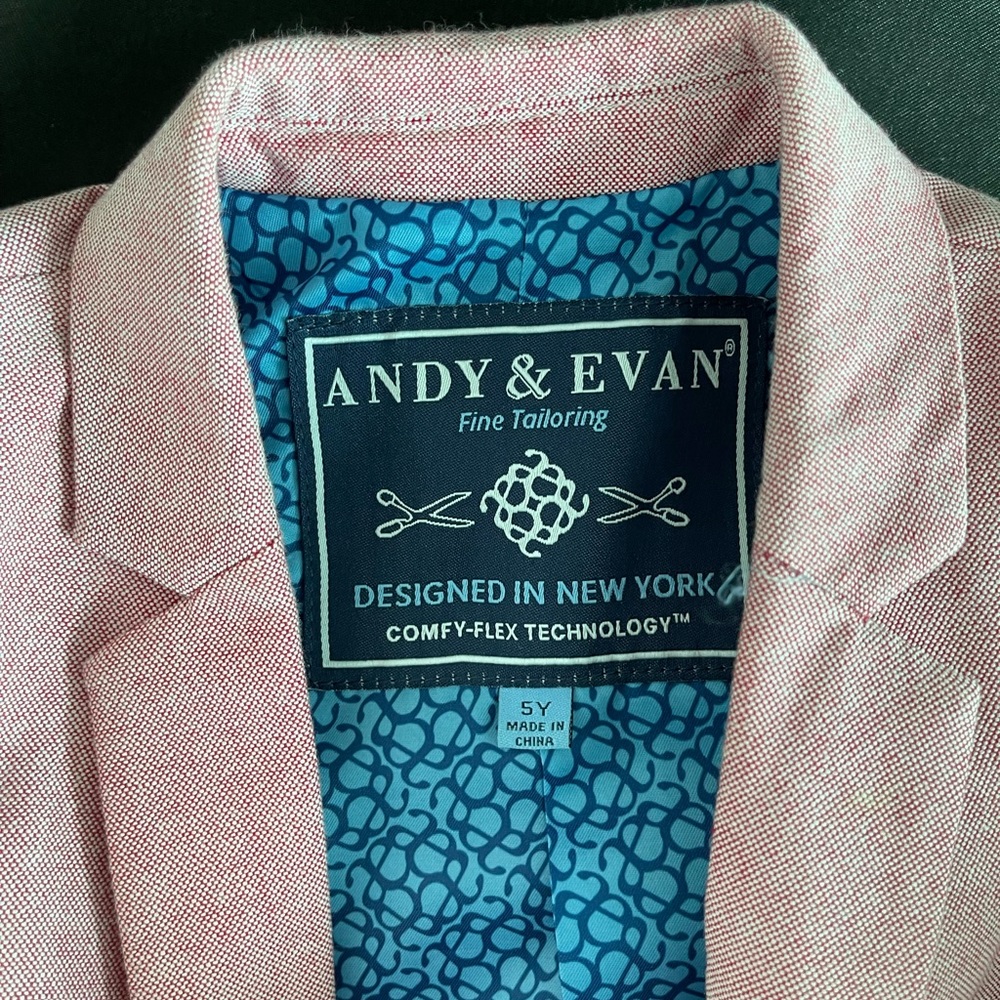 ANDY & EVAN®
Fine Tailoring
DESIGNED IN NEW YORK
COMFY-FLEX TECHNOLOGY™
5Y
MADE IN
CHINA